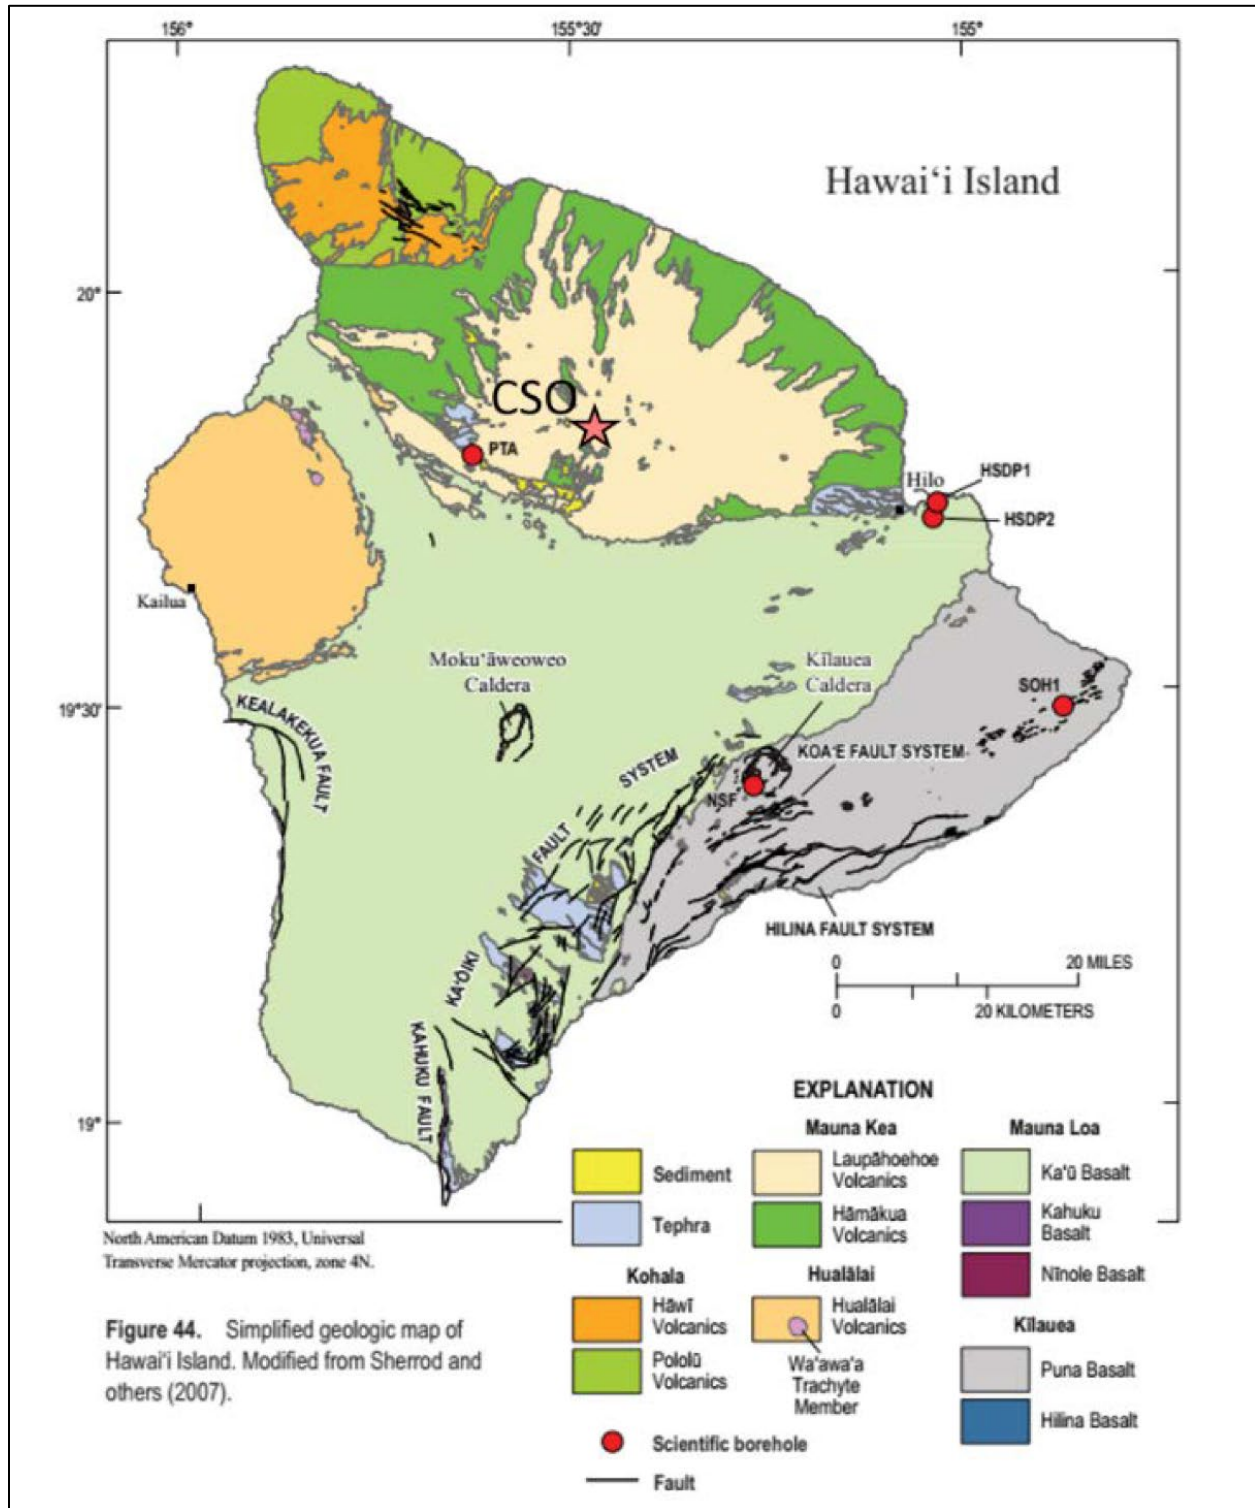 156°
155°30'
155°
Hawai‘i Island
20°
CSO
PTA
HSDP1
Hilo
HSDP2
Kailua
Moku‘āweoweo
Caldera
Kīlauea
Caldera
SOH1
19°30'
KEALAKEKUA FAULT
KOA‘E FAULT SYSTEM
NSF
KA‘ŌIKI FAULT SYSTEM
HILINA FAULT SYSTEM
0
20 MILES
0
20 KILOMETERS
KAHUKU FAULT
19°
EXPLANATION
Sediment
Tephra
Kohala
Hāwī
Volcanics
Pololū
Volcanics
Mauna Kea
Laupāhoehoe
Volcanics
Hāmākua
Volcanics
Hualālai
Hualālai
Volcanics
Wa‘awa‘a
Trachyte
Member
Mauna Loa
Ka‘ū Basalt
Kahuku
Basalt
Nīnole Basalt
Kīlauea
Puna Basalt
Hilina Basalt
Scientific borehole
Fault
North American Datum 1983, Universal
Transverse Mercator projection, zone 4N.
Figure 44. Simplified geologic map of
Hawai‘i Island. Modified from Sherrod and
others (2007).